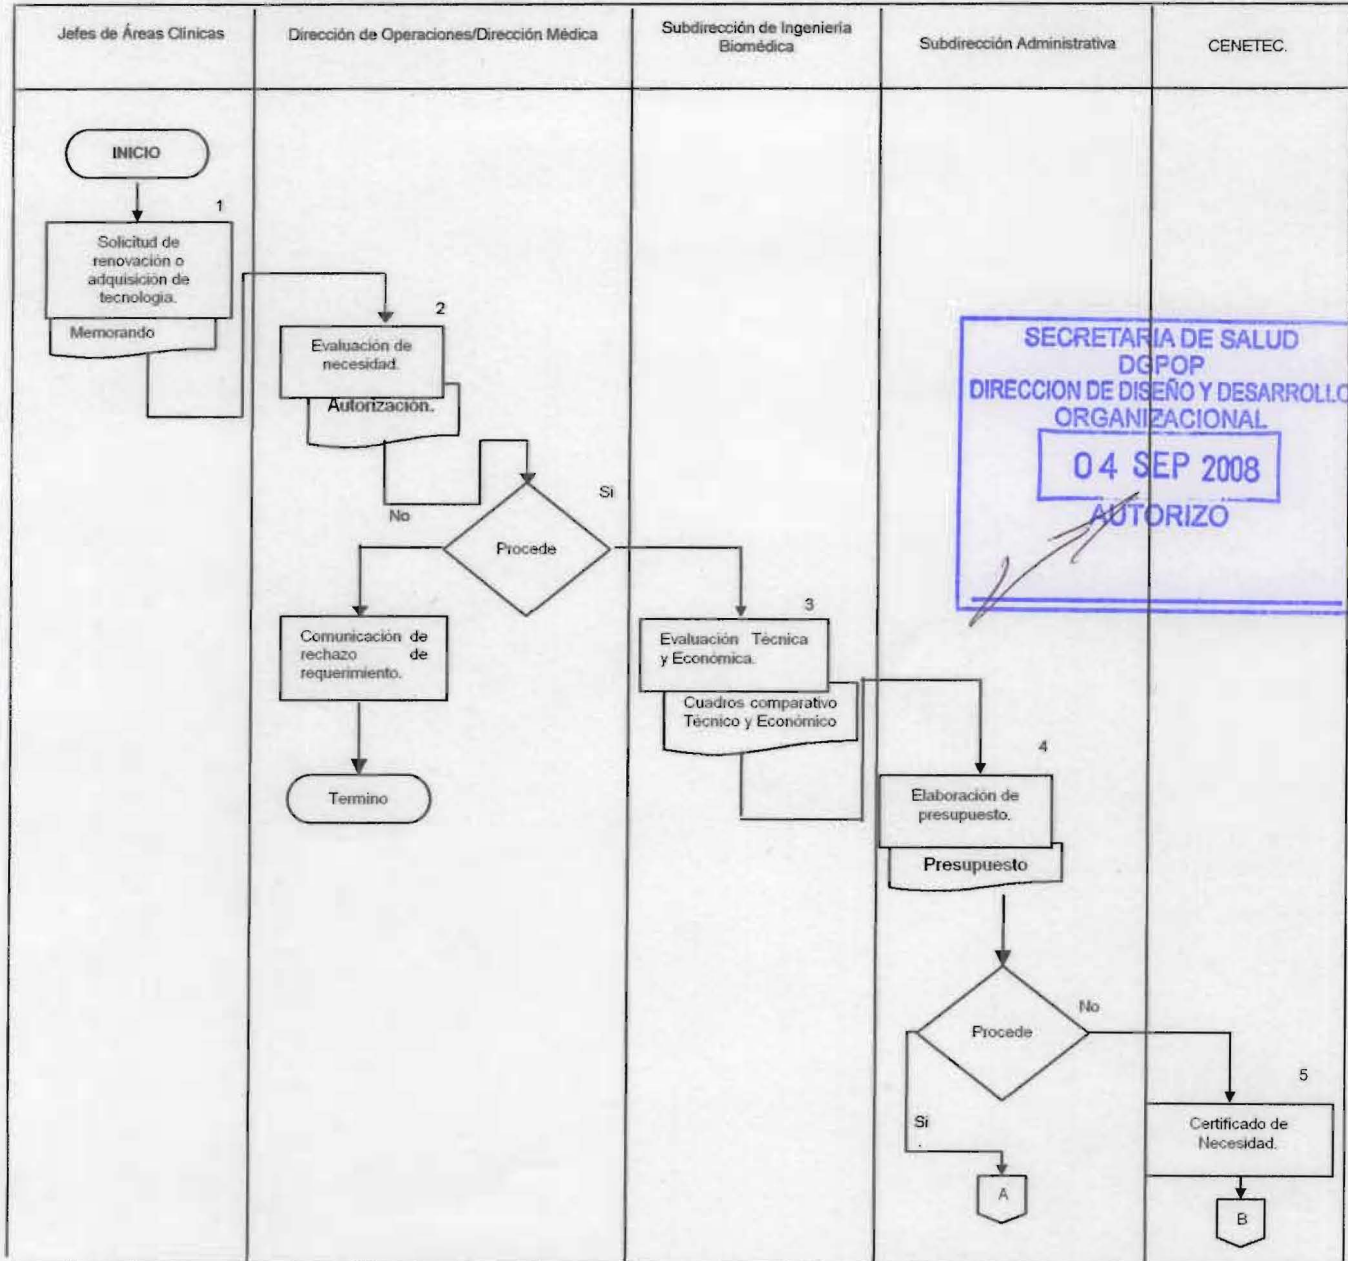 Jefes de Áreas Clínicas
Dirección de Operaciones/Dirección Médica
Subdirección de Ingeniería
Biomédica
Subdirección Administrativa
CENETEC.
INICIO
1
Solicitud de
renovación o
adquisición de
tecnología.
Memorando
2
Evaluación de
necesidad.
Autorización.
No
Si
Procede
Comunicación de
rechazo de
requerimiento.
Termino
3
Evaluación Técnica
y Económica.
Cuadros comparativo
Técnico y Económico
SECRETARIA DE SALUD
DGPOP
DIRECCION DE DISEÑO Y DESARROLLO
ORGANIZACIONAL
04 SEP 2008
AUTORIZO
4
Elaboración de
presupuesto.
Presupuesto
Procede
No
Si
A
5
Certificado de
Necesidad.
B